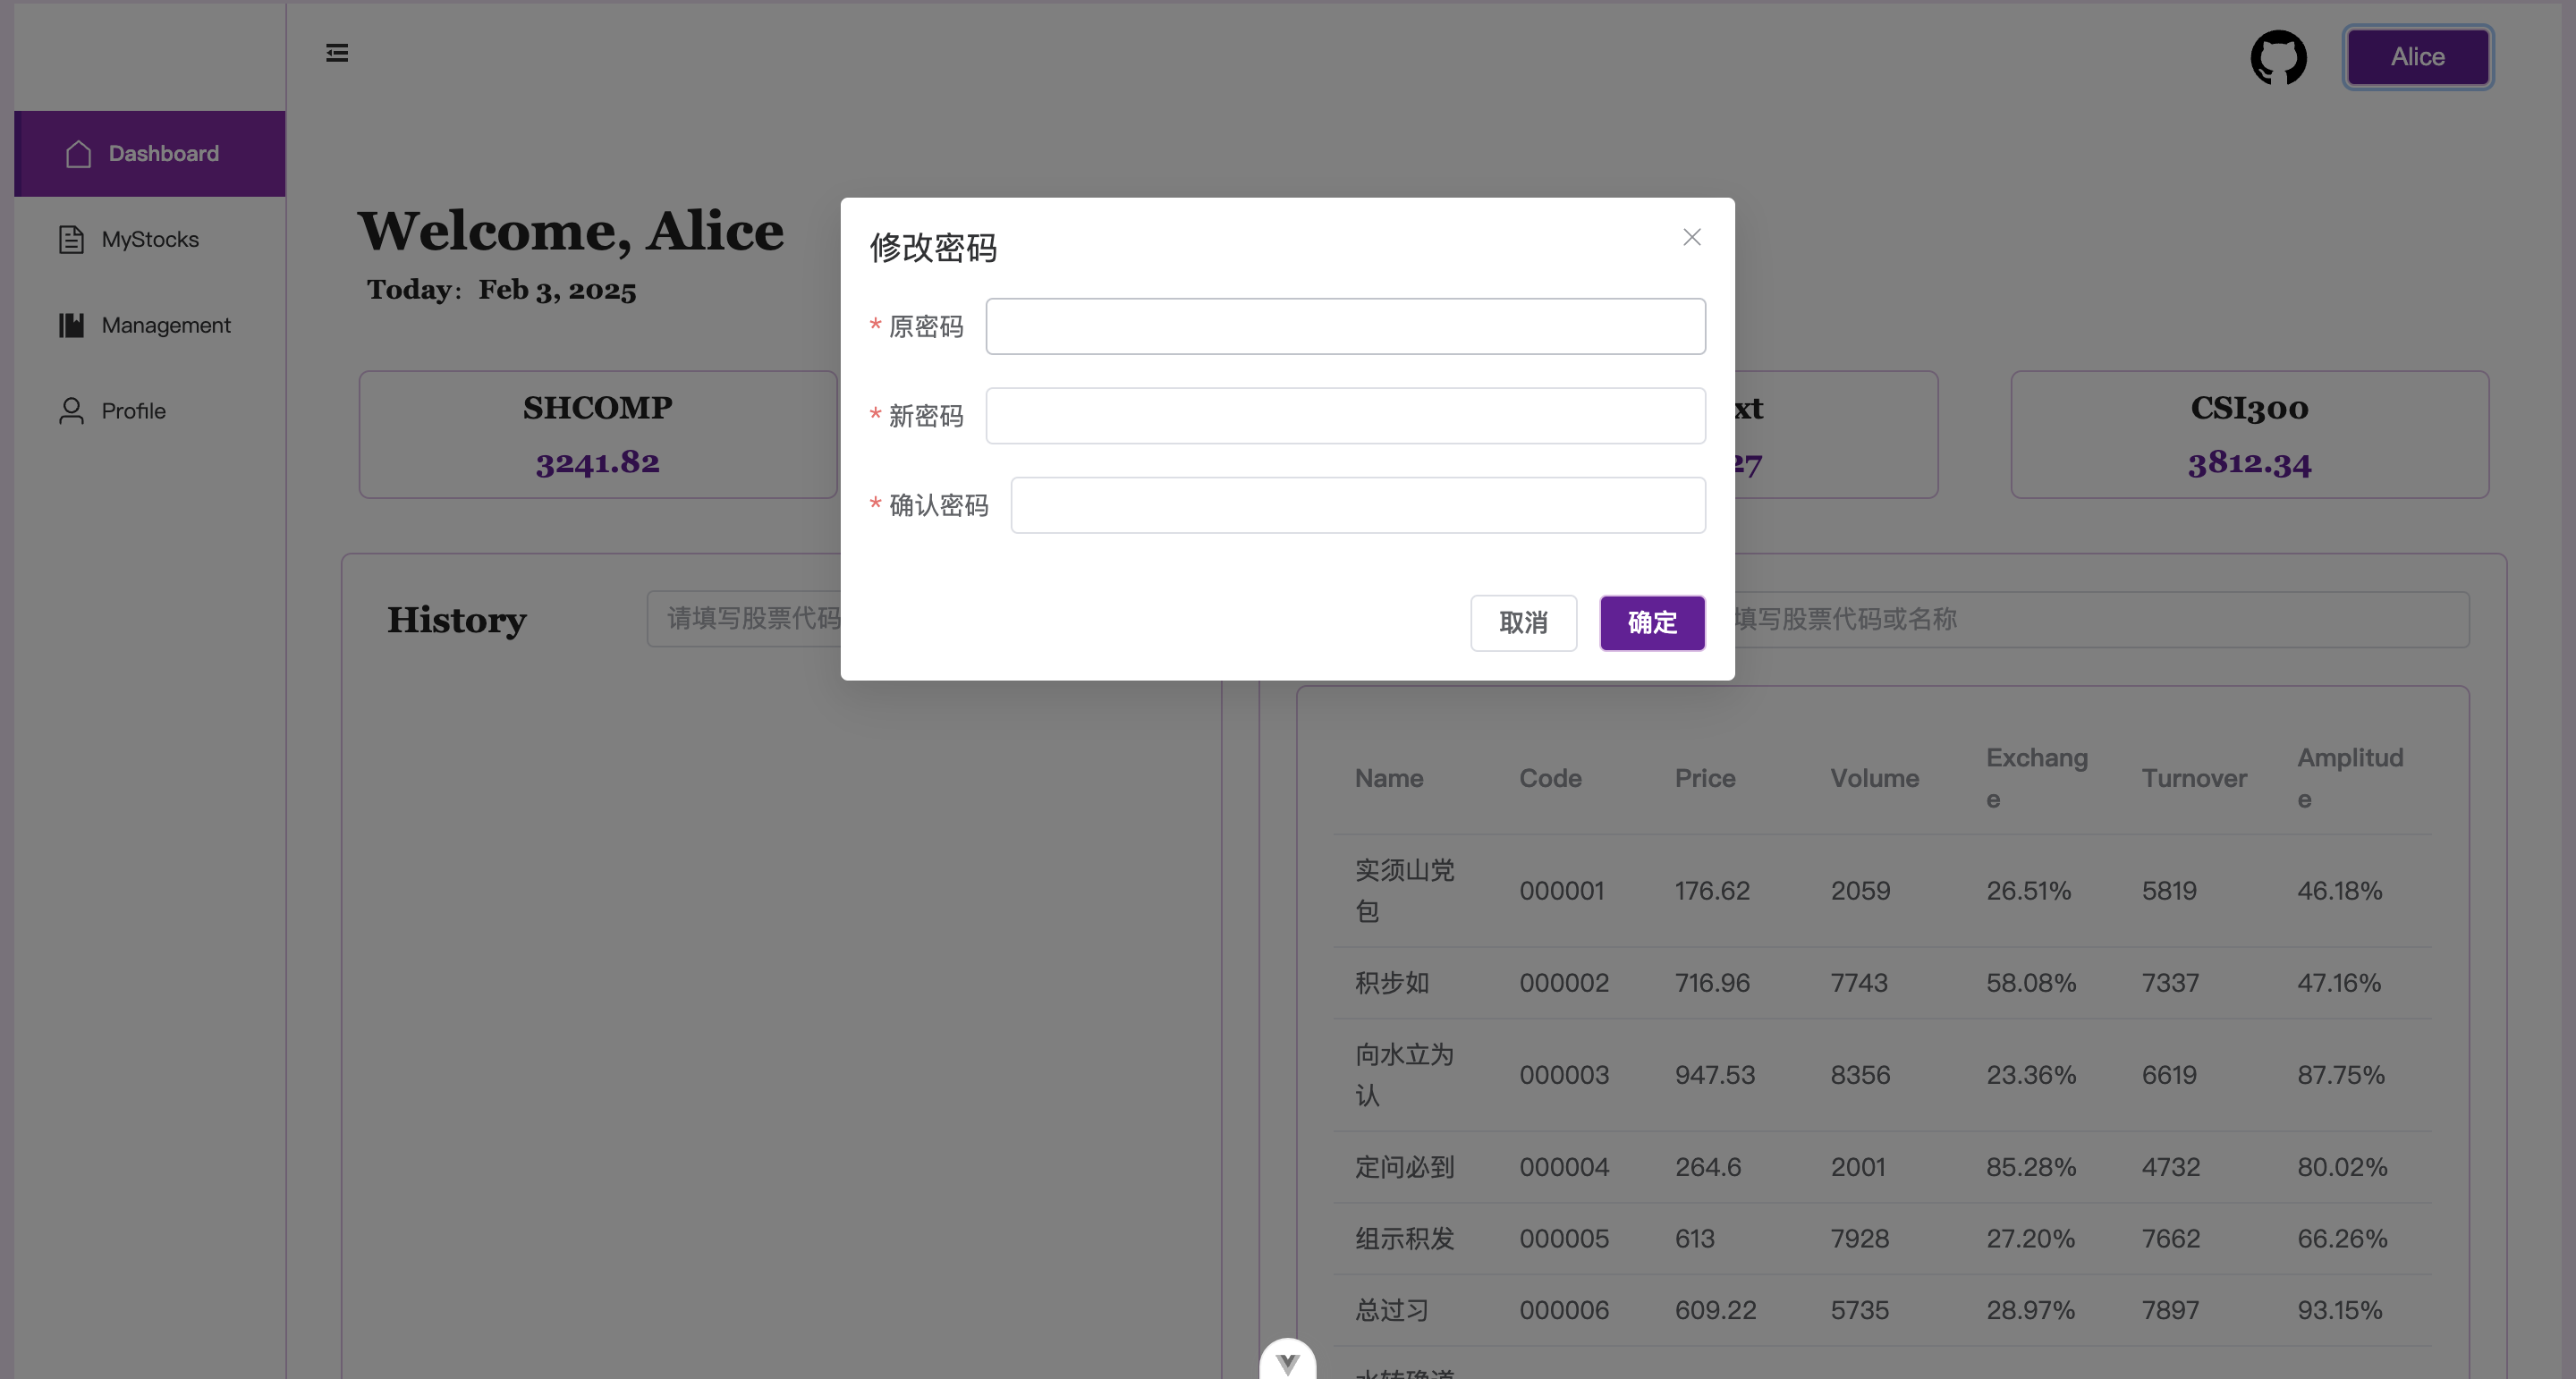 Alice
Dashboard
MyStocks
Management
Profile
Welcome, Alice
Today: Feb 3, 2025
SHCOMP
3241.82
xt
27
CSI300
3812.34
修改密码
* 原密码
* 新密码
* 确认密码
取消
确定
History
请填写股票代码
填写股票代码或名称
Name Code Price Volume Exchang
e Turnover Amplitud
e
实须山党
包 000001 176.62 2059 26.51% 5819 46.18%
积步如 000002 716.96 7743 58.08% 7337 47.16%
向水立为
认 000003 947.53 8356 23.36% 6619 87.75%
定问必到 000004 264.6 2001 85.28% 4732 80.02%
组示积发 000005 613 7928 27.20% 7662 66.26%
总过习 000006 609.22 5735 28.97% 7897 93.15%